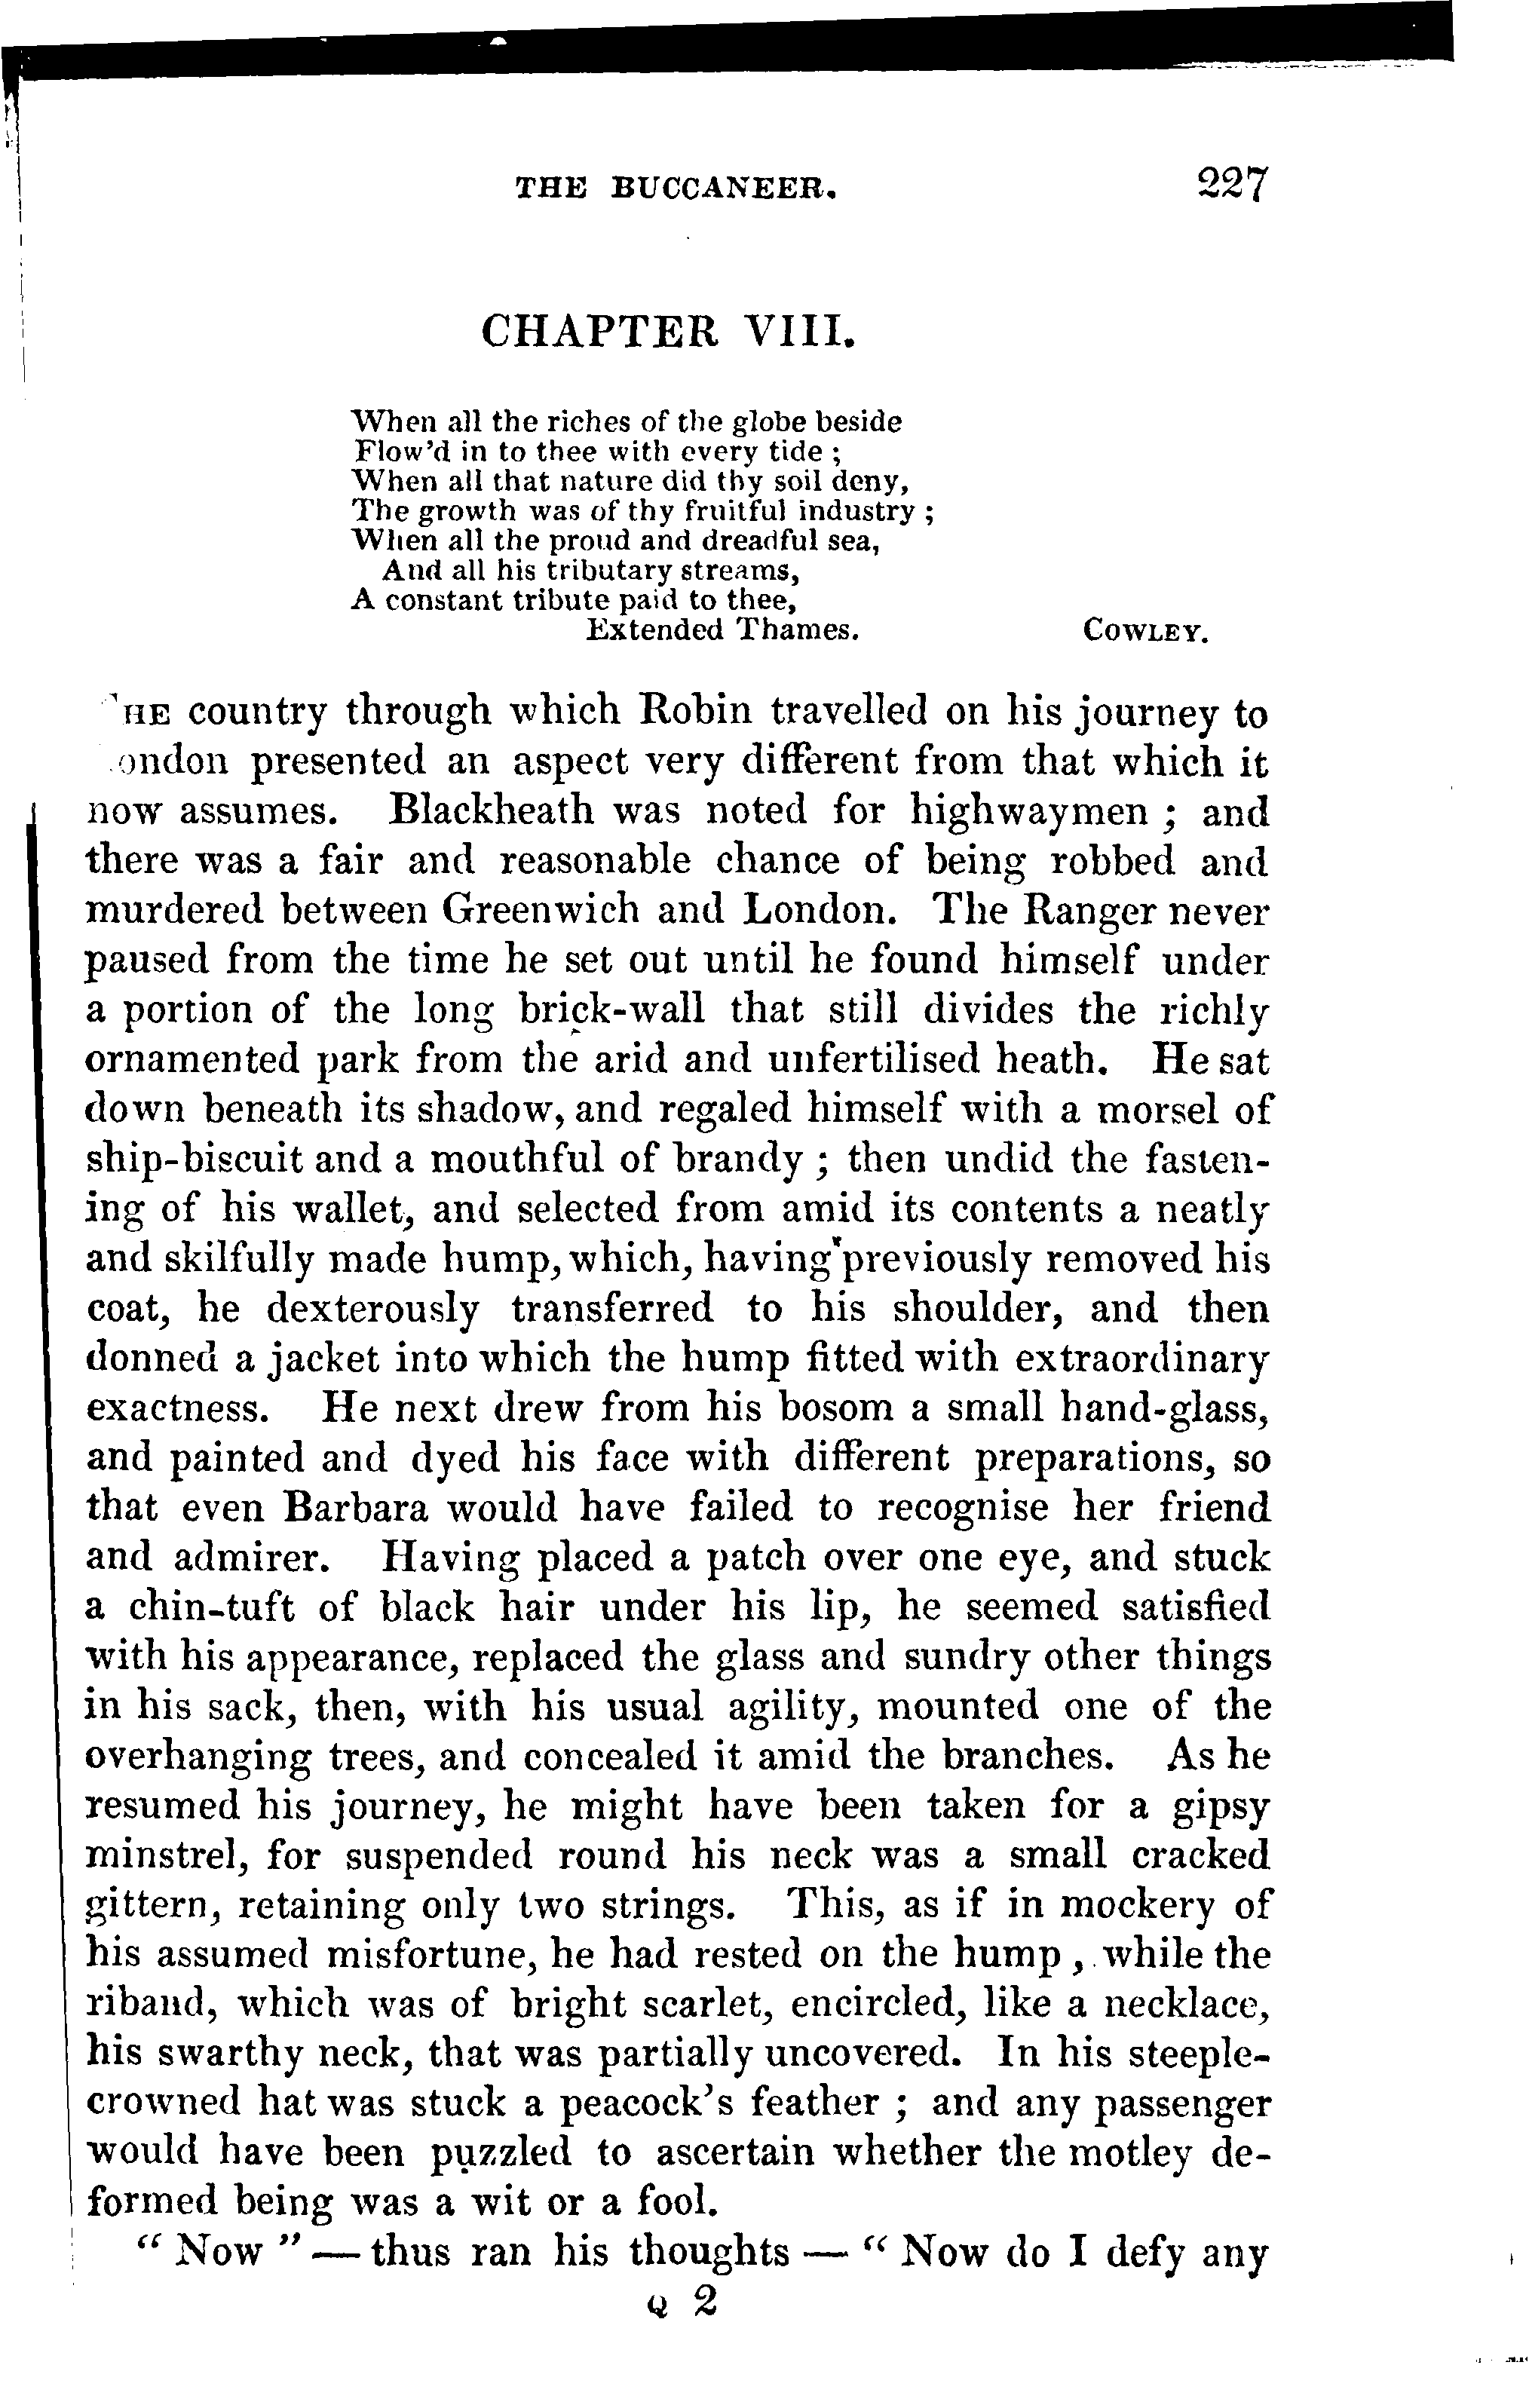 THE BUCCANEER. 227
CHAPTER VIII.
When all the riches of the globe beside
Flow'd in to thee with every tide ;
When all that nature did thy soil deny,
The growth was of thy fruitful industry ;
When all the proud and dreadful sea,
And all his tributary streams,
A constant tribute paid to thee,
Extended Thames. COWLEY.
HE country through which Robin travelled on his journey to
ondon presented an aspect very different from that which it
now assumes. Blackheath was noted for highwaymen ; and
there was a fair and reasonable chance of being robbed and
murdered between Greenwich and London. The Ranger never
paused from the time he set out until he found himself under
a portion of the long brick-wall that still divides the richly
ornamented park from the arid and unfertilised heath. He sat
down beneath its shadow, and regaled himself with a morsel of
ship-biscuit and a mouthful of brandy ; then undid the fasten-
ing of his wallet, and selected from amid its contents a neatly
and skilfully made hump, which, having previously removed his
coat, he dexterously transferred to his shoulder, and then
donned a jacket into which the hump fitted with extraordinary
exactness. He next drew from his bosom a small hand-glass,
and painted and dyed his face with different preparations, so
that even Barbara would have failed to recognise her friend
and admirer. Having placed a patch over one eye, and stuck
a chin-tuft of black hair under his lip, he seemed satisfied
with his appearance, replaced the glass and sundry other things
in his sack, then, with his usual agility, mounted one of the
overhanging trees, and concealed it amid the branches. As he
resumed his journey, he might have been taken for a gipsy
minstrel, for suspended round his neck was a small cracked
gittern, retaining only two strings. This, as if in mockery of
his assumed misfortune, he had rested on the hump , while the
riband, which was of bright scarlet, encircled, like a necklace,
his swarthy neck, that was partially uncovered. In his steeple-
crowned hat was stuck a peacock's feather ; and any passenger
would have been puzzled to ascertain whether the motley de-
formed being was a wit or a fool.
" Now " — thus ran his thoughts — " Now do I defy any
Q 2